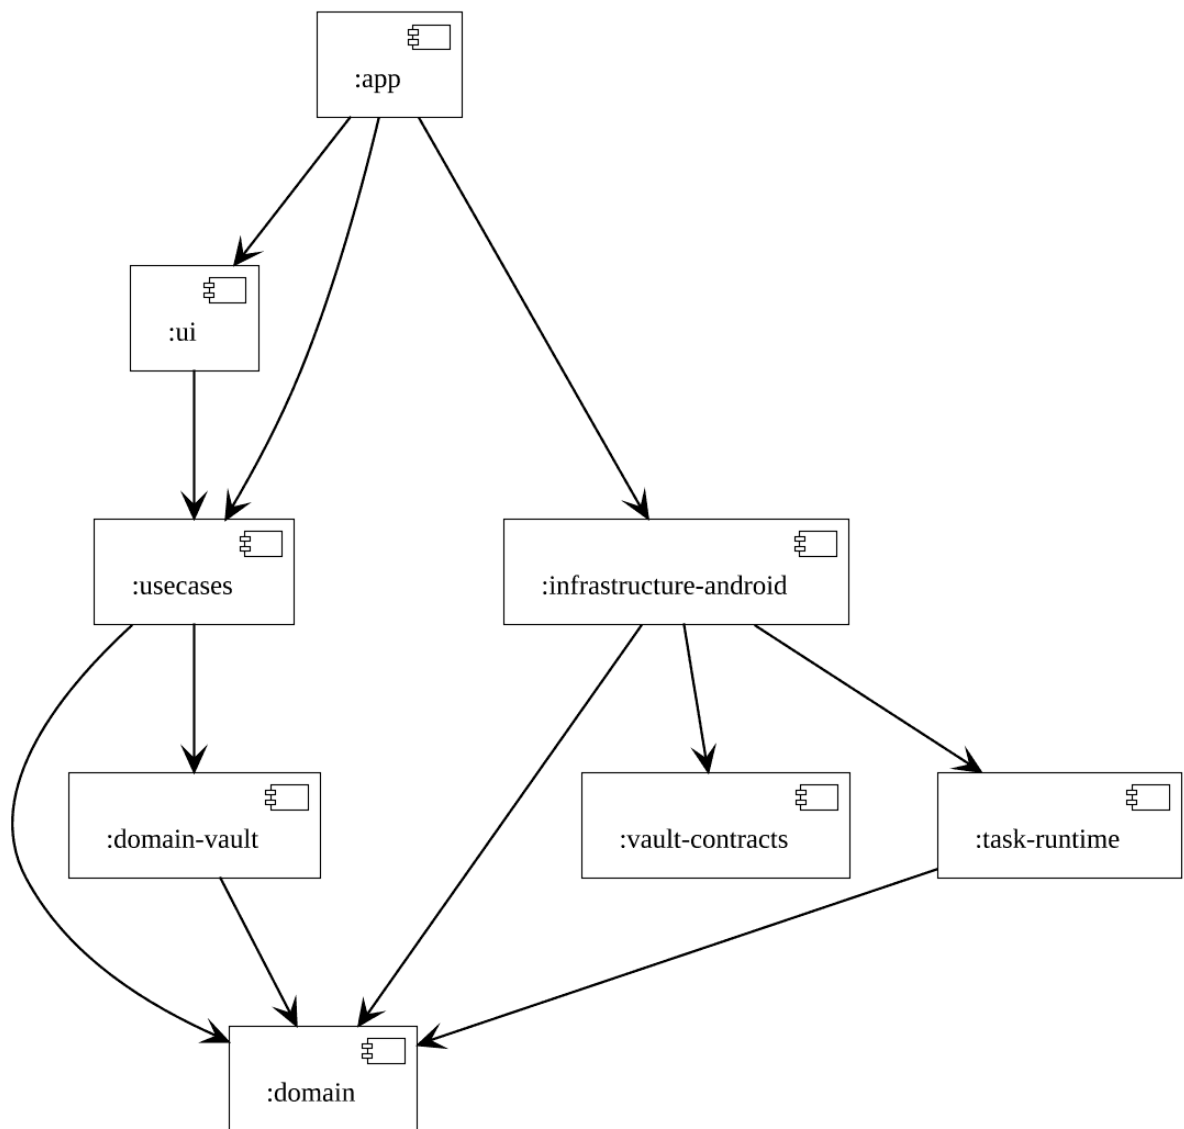 :app
:ui
:usecases
:infrastructure-android
:domain-vault
:vault-contracts
:task-runtime
:domain